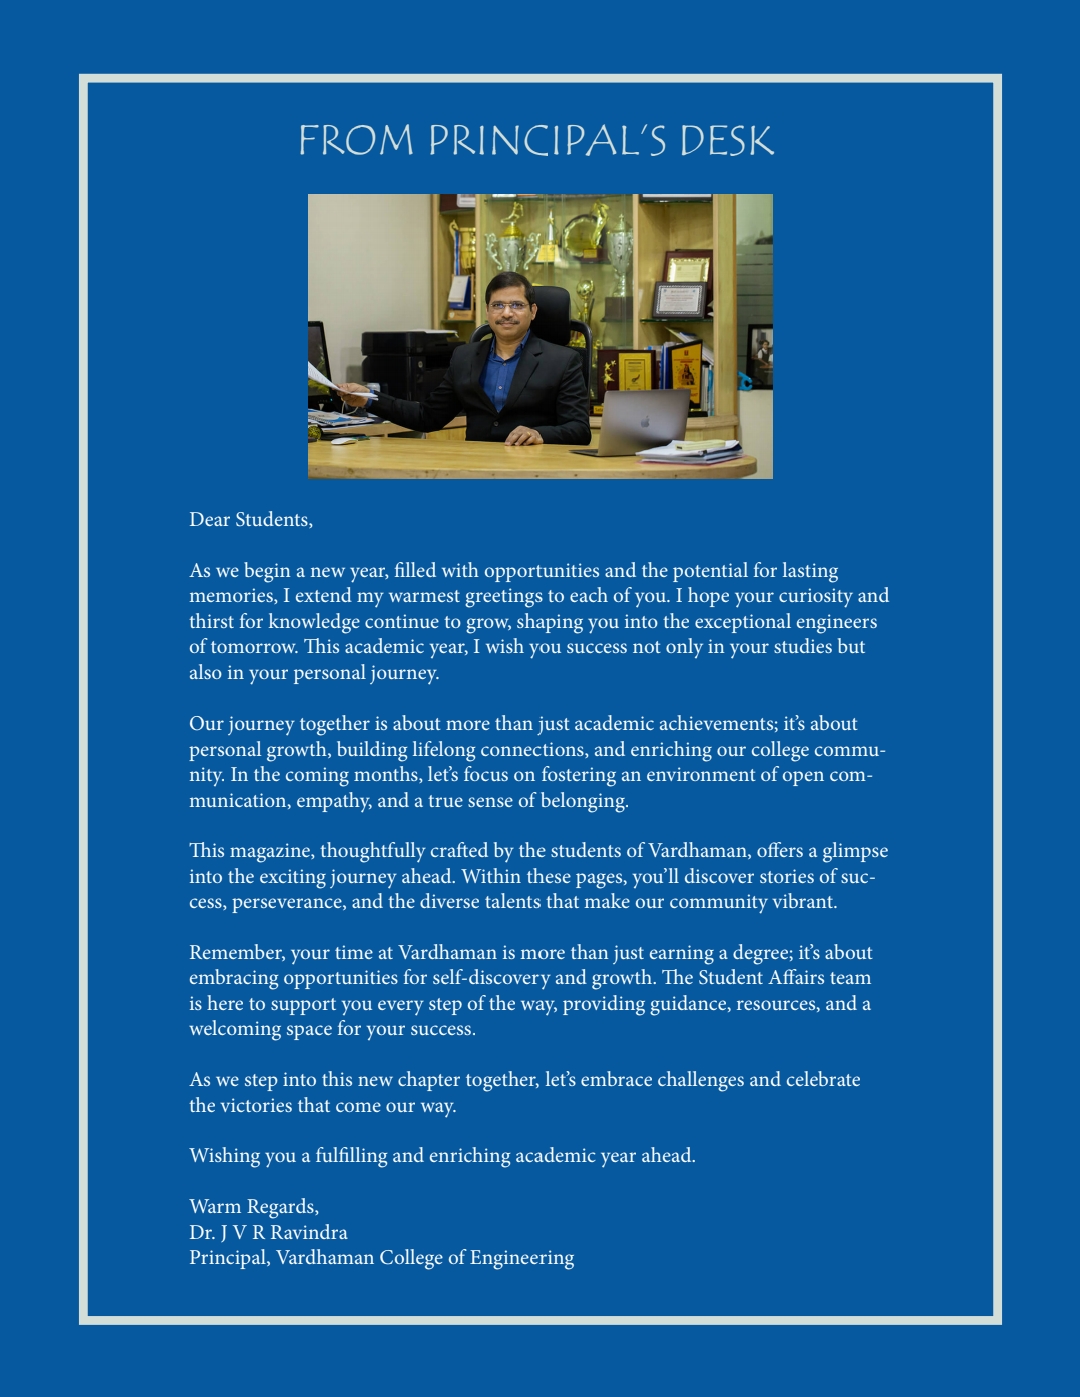 FROM PRINCIPAL'S DESK
Dear Students,
As we begin a new year, filled with opportunities and the potential for lasting
memories, I extend my warmest greetings to each of you. I hope your curiosity and
thirst for knowledge continue to grow, shaping you into the exceptional engineers
of tomorrow. This academic year, I wish you success not only in your studies but
also in your personal journey.
Our journey together is about more than just academic achievements; it’s about
personal growth, building lifelong connections, and enriching our college commu-
nity. In the coming months, let’s focus on fostering an environment of open com-
munication, empathy, and a true sense of belonging.
This magazine, thoughtfully crafted by the students of Vardhaman, offers a glimpse
into the exciting journey ahead. Within these pages, you’ll discover stories of suc-
cess, perseverance, and the diverse talents that make our community vibrant.
Remember, your time at Vardhaman is more than just earning a degree; it’s about
embracing opportunities for self-discovery and growth. The Student Affairs team
is here to support you every step of the way, providing guidance, resources, and a
welcoming space for your success.
As we step into this new chapter together, let’s embrace challenges and celebrate
the victories that come our way.
Wishing you a fulfilling and enriching academic year ahead.
Warm Regards,
Dr. J V R Ravindra
Principal, Vardhaman College of Engineering